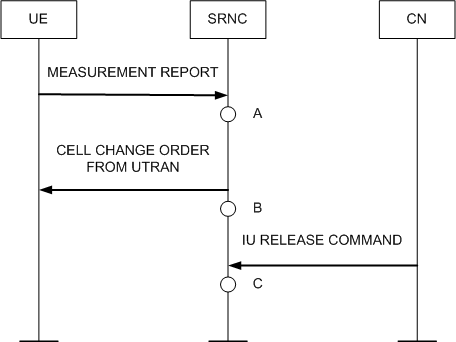 UE
SRNC
CN
MEASUREMENT REPORT
A
CELL CHANGE ORDER
FROM UTRAN
B
IU RELEASE COMMAND
C